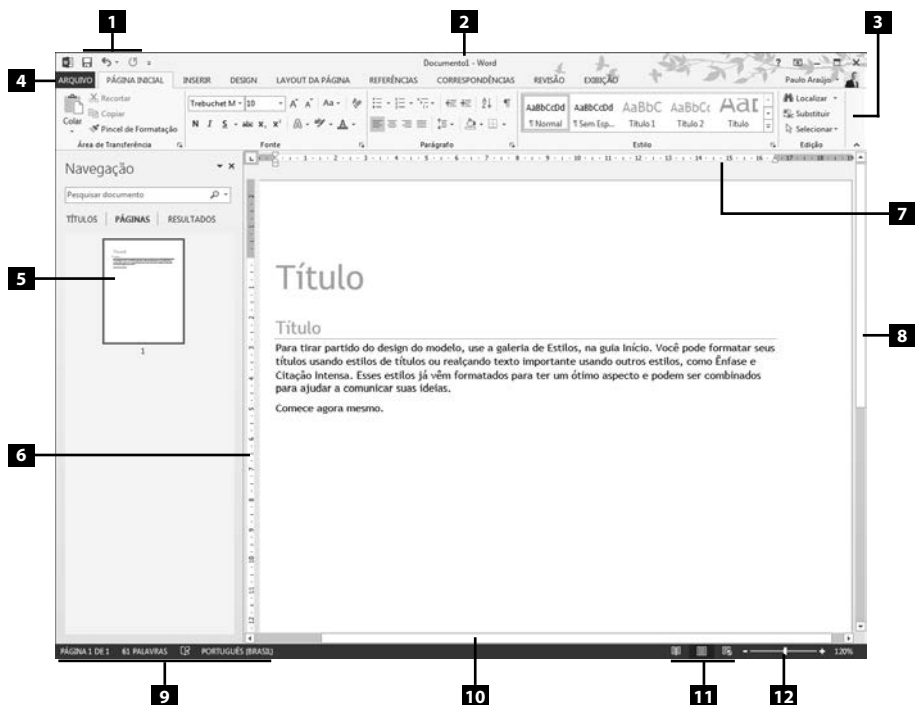 1
2
3
Documento1 - Word
4
ARQUIVO PÁGINA INICIAL INSERIR DESIGN LAYOUT DA PÁGINA REFERÊNCIAS CORRESPONDÊNCIAS REVISÃO EXIBIÇÃO Paulo Araújo
Colar
Recortar
Copiar
Pincel de Formatação
Área de Transferência
Trebuchet M 10
N I S abc X, X²
Fonte
Parágrafo
AaBbCcDd AaBbCcDd AaBbC AaBbCc AaC
¶ Normal ¶ Sem Esp... Título 1 Título 2 Título
Estilo
Localizar
Substituir
Selecionar
Edição
Navegação
Pesquisar documento
TÍTULOS PÁGINAS RESULTADOS
1
5
6
7
8
Título
Título
Para tirar partido do design do modelo, use a galeria de Estilos, na guia Início. Você pode formatar seus
títulos usando estilos de títulos ou realçando texto importante usando outros estilos, como Ênfase e
Citação Intensa. Esses estilos já vêm formatados para ter um ótimo aspecto e podem ser combinados
para ajudar a comunicar suas ideias.
Comece agora mesmo.
PÁGINA 1 DE 1 61 PALAVRAS PORTUGUÊS (BRASIL) 120%
9
10
11
12